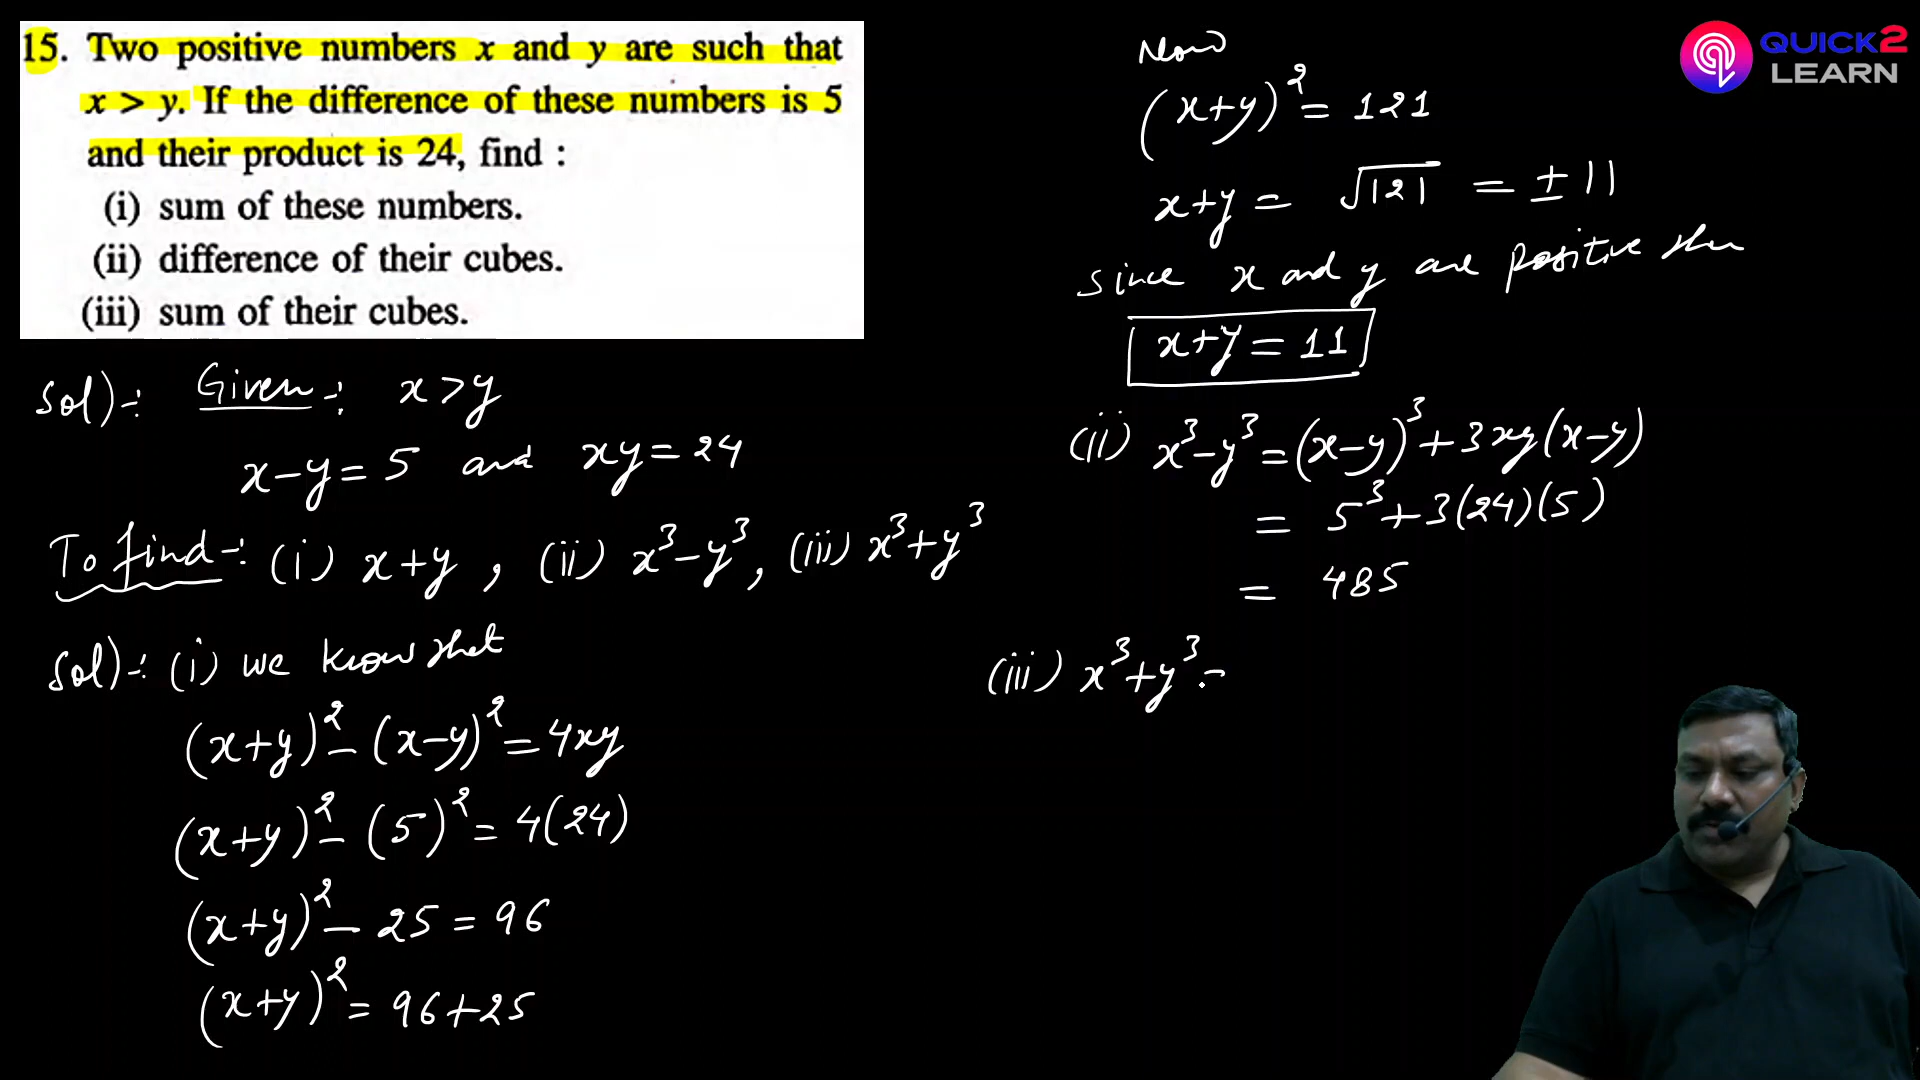 15. Two positive numbers x and y are such that
x > y. If the difference of these numbers is 5
and their product is 24, find :
(i) sum of these numbers.
(ii) difference of their cubes.
(iii) sum of their cubes.
Sol):- Given:- x>y
x-y=5 and xy=24
To find:- (i) x+y, (ii) x³-y³, (iii) x³+y³
Sol):- (i) we know that
(x+y)²-(x-y)²=4xy
(x+y)²-(5)²=4(24)
(x+y)²-25=96
(x+y)²=96+25
Now
(x+y)²=121
x+y=√121=±11
Since x and y are positive
x+y=11
(ii) x³-y³=(x-y)³+3xy(x-y)
= 5³+3(24)(5)
= 485
(iii) x³+y³
QUICK2
LEARN